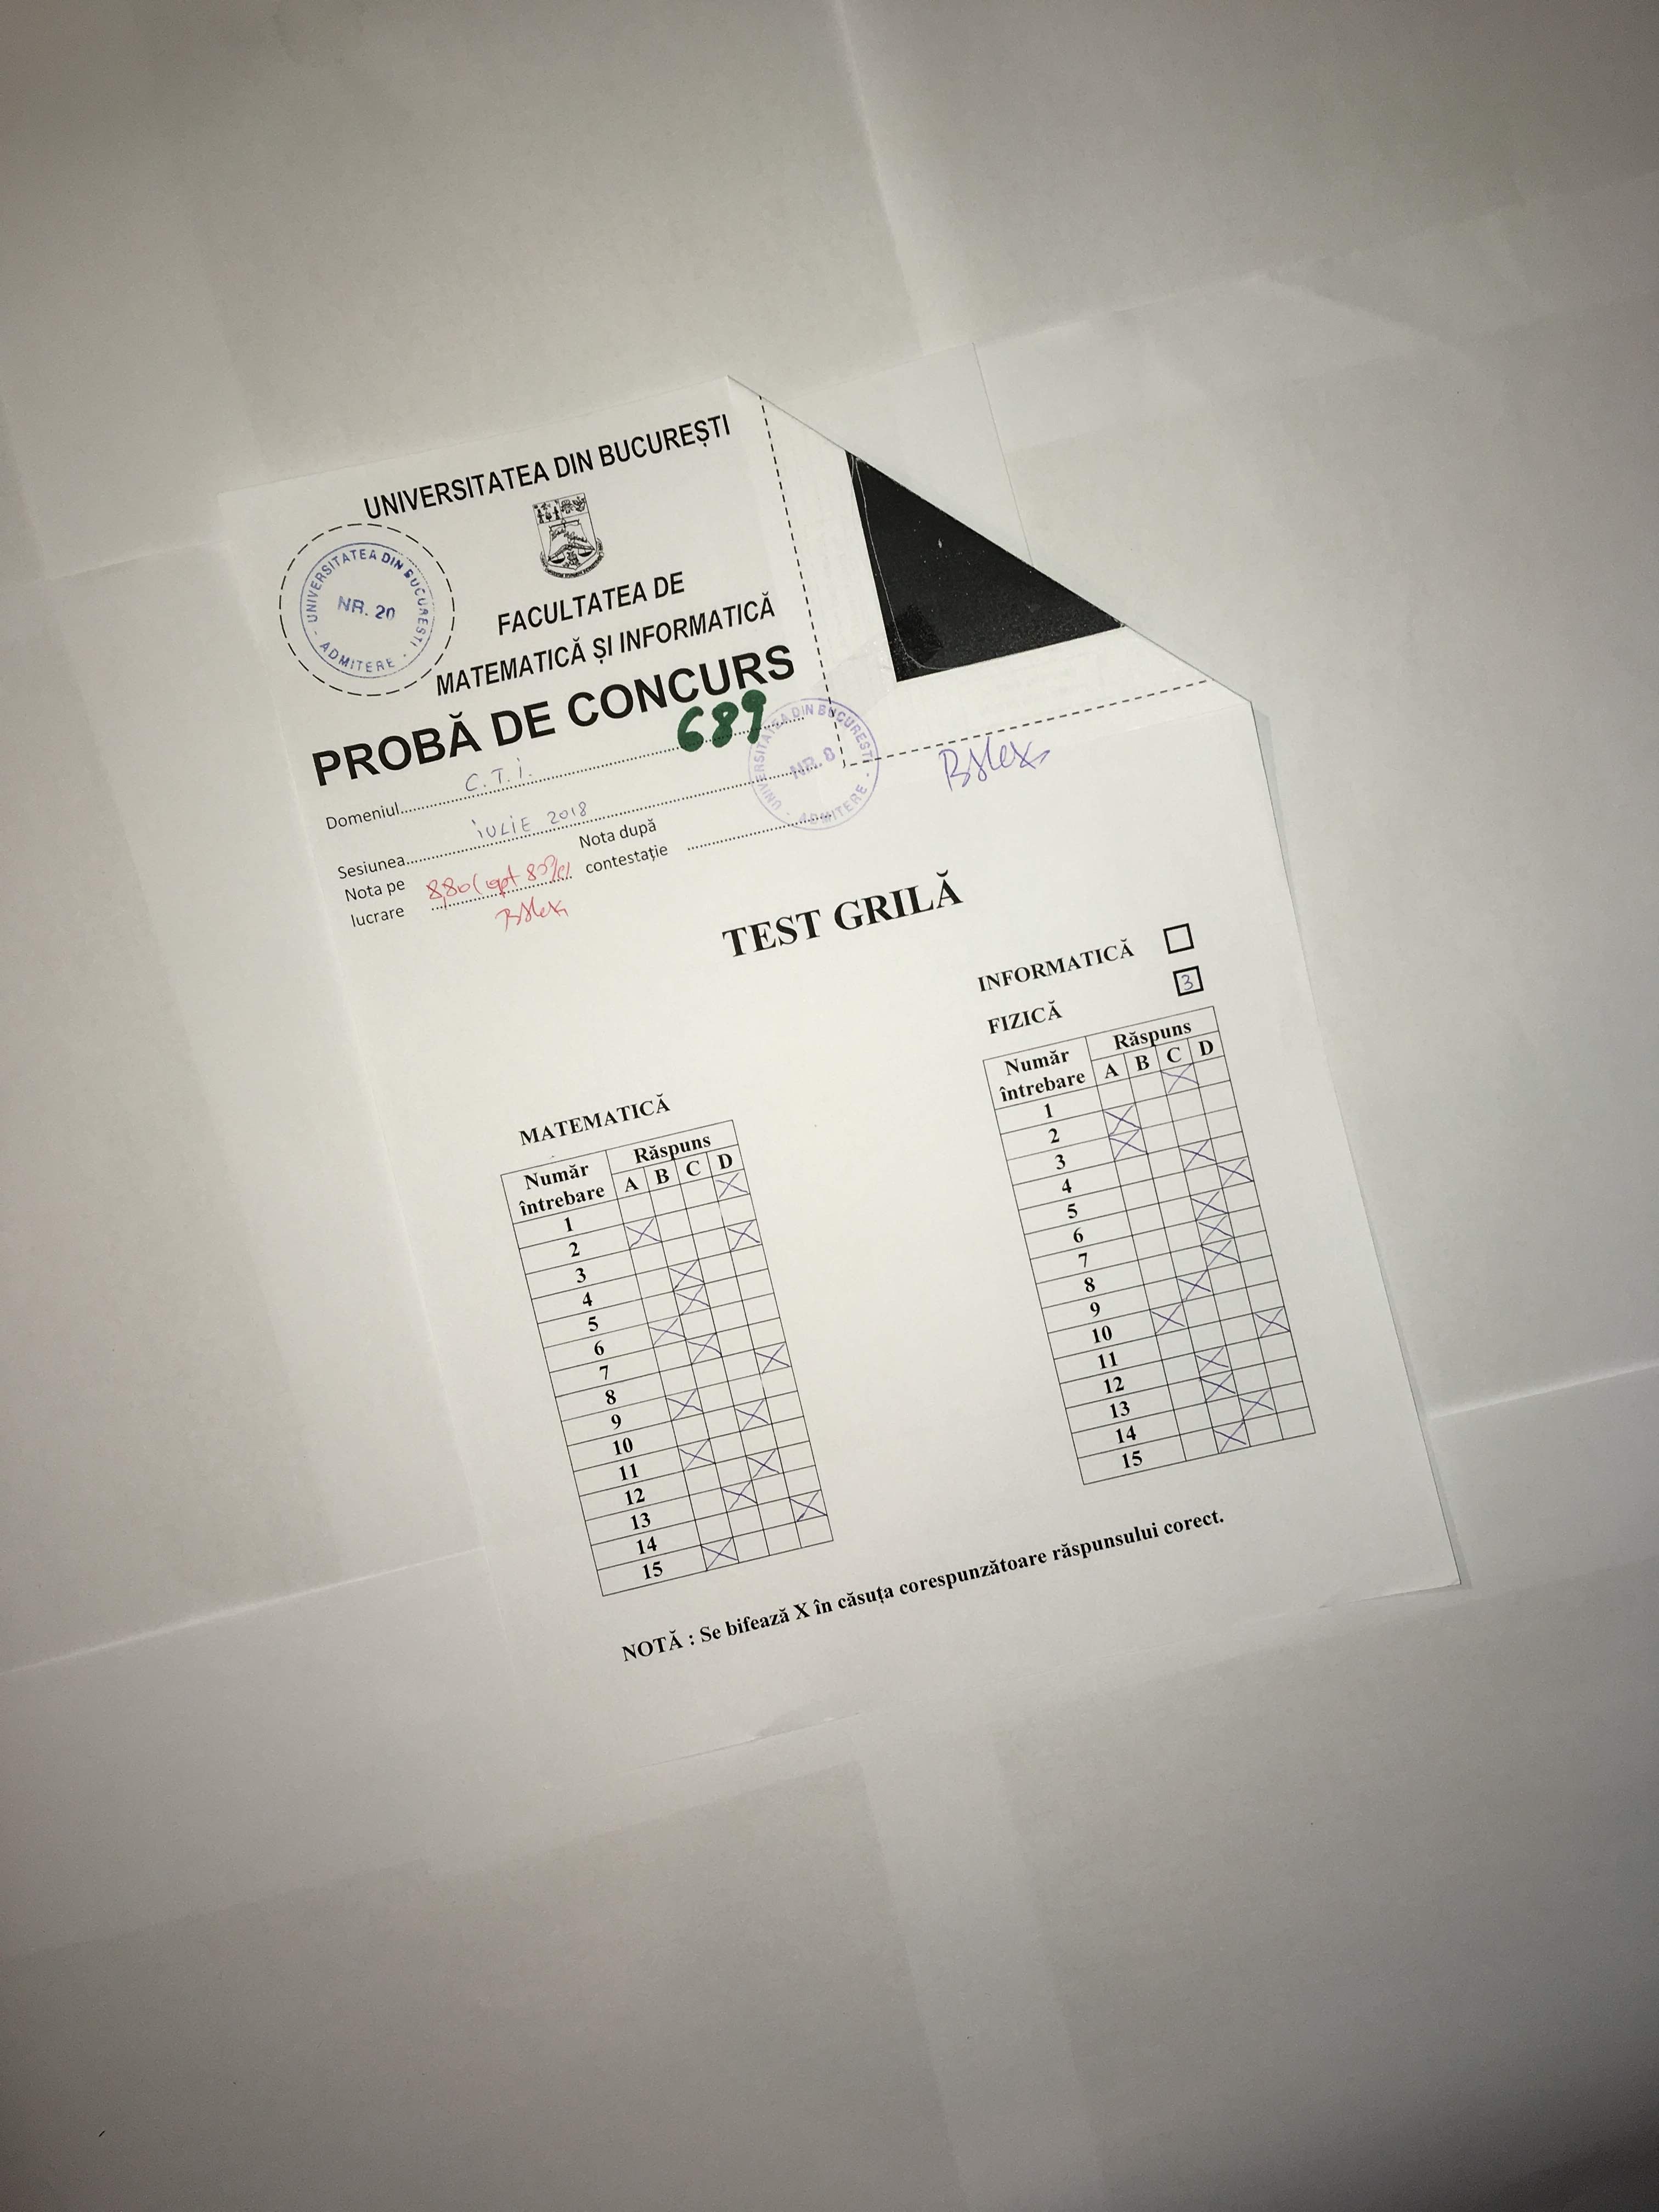 UNIVERSITATEA DIN BUCUREȘTI
UNIVERSITATEA DIN BUCURESTI - ADMITERE -
NR. 20
FACULTATEA DE
MATEMATICĂ ȘI INFORMATICĂ
PROBĂ DE CONCURS
689
Domeniul C.T.I.
Sesiunea IULIE 2018
Nota pe lucrare 8,80 (opt 80%)
Nota după contestație
UNIVERSITATEA DIN BUCURESTI - ADMITERE -
NR. 8
TEST GRILĂ
INFORMATICĂ
FIZICĂ 3
MATEMATICĂ
Număr întrebare Răspuns
A B C D
1
2
3
4
5
6
7
8
9
10
11
12
13
14
15
Număr întrebare Răspuns
A B C D
1
2
3
4
5
6
7
8
9
10
11
12
13
14
15
NOTĂ : Se bifează X în căsuța corespunzătoare răspunsului corect.